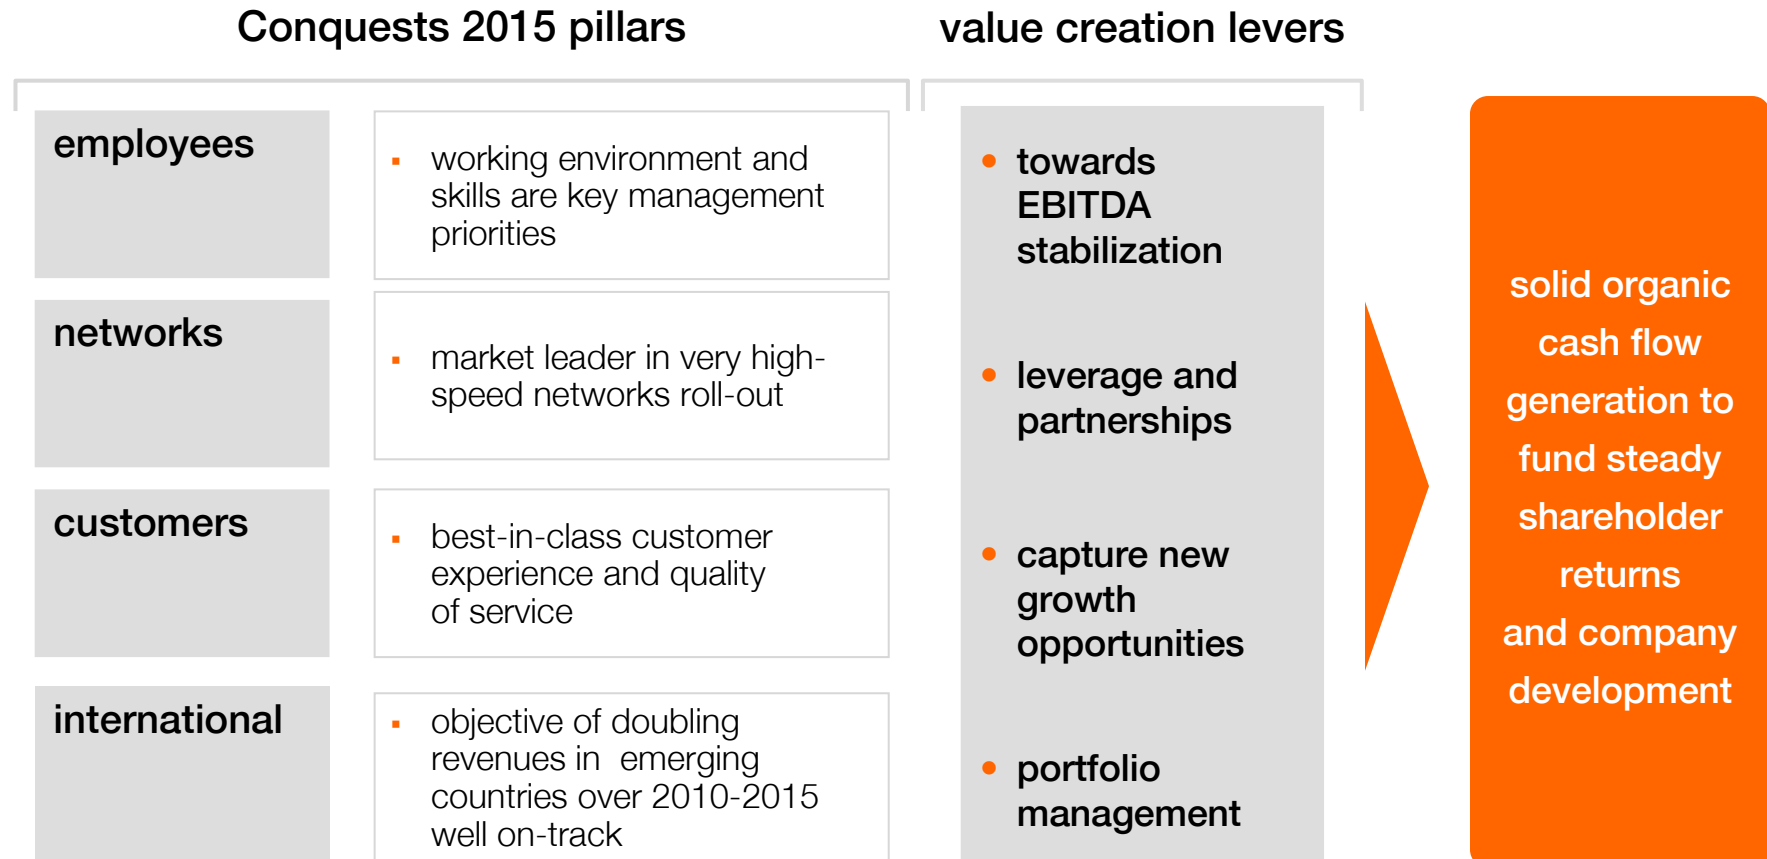 Conquests 2015 pillars
value creation levers
employees
working environment and
skills are key management
priorities
networks
market leader in very high-
speed networks roll-out
customers
best-in-class customer
experience and quality
of service
international
objective of doubling
revenues in emerging
countries over 2010-2015
well on-track
towards
EBITDA
stabilization
leverage and
partnerships
capture new
growth
opportunities
portfolio
management
solid organic
cash flow
generation to
fund steady
shareholder
returns
and company
development